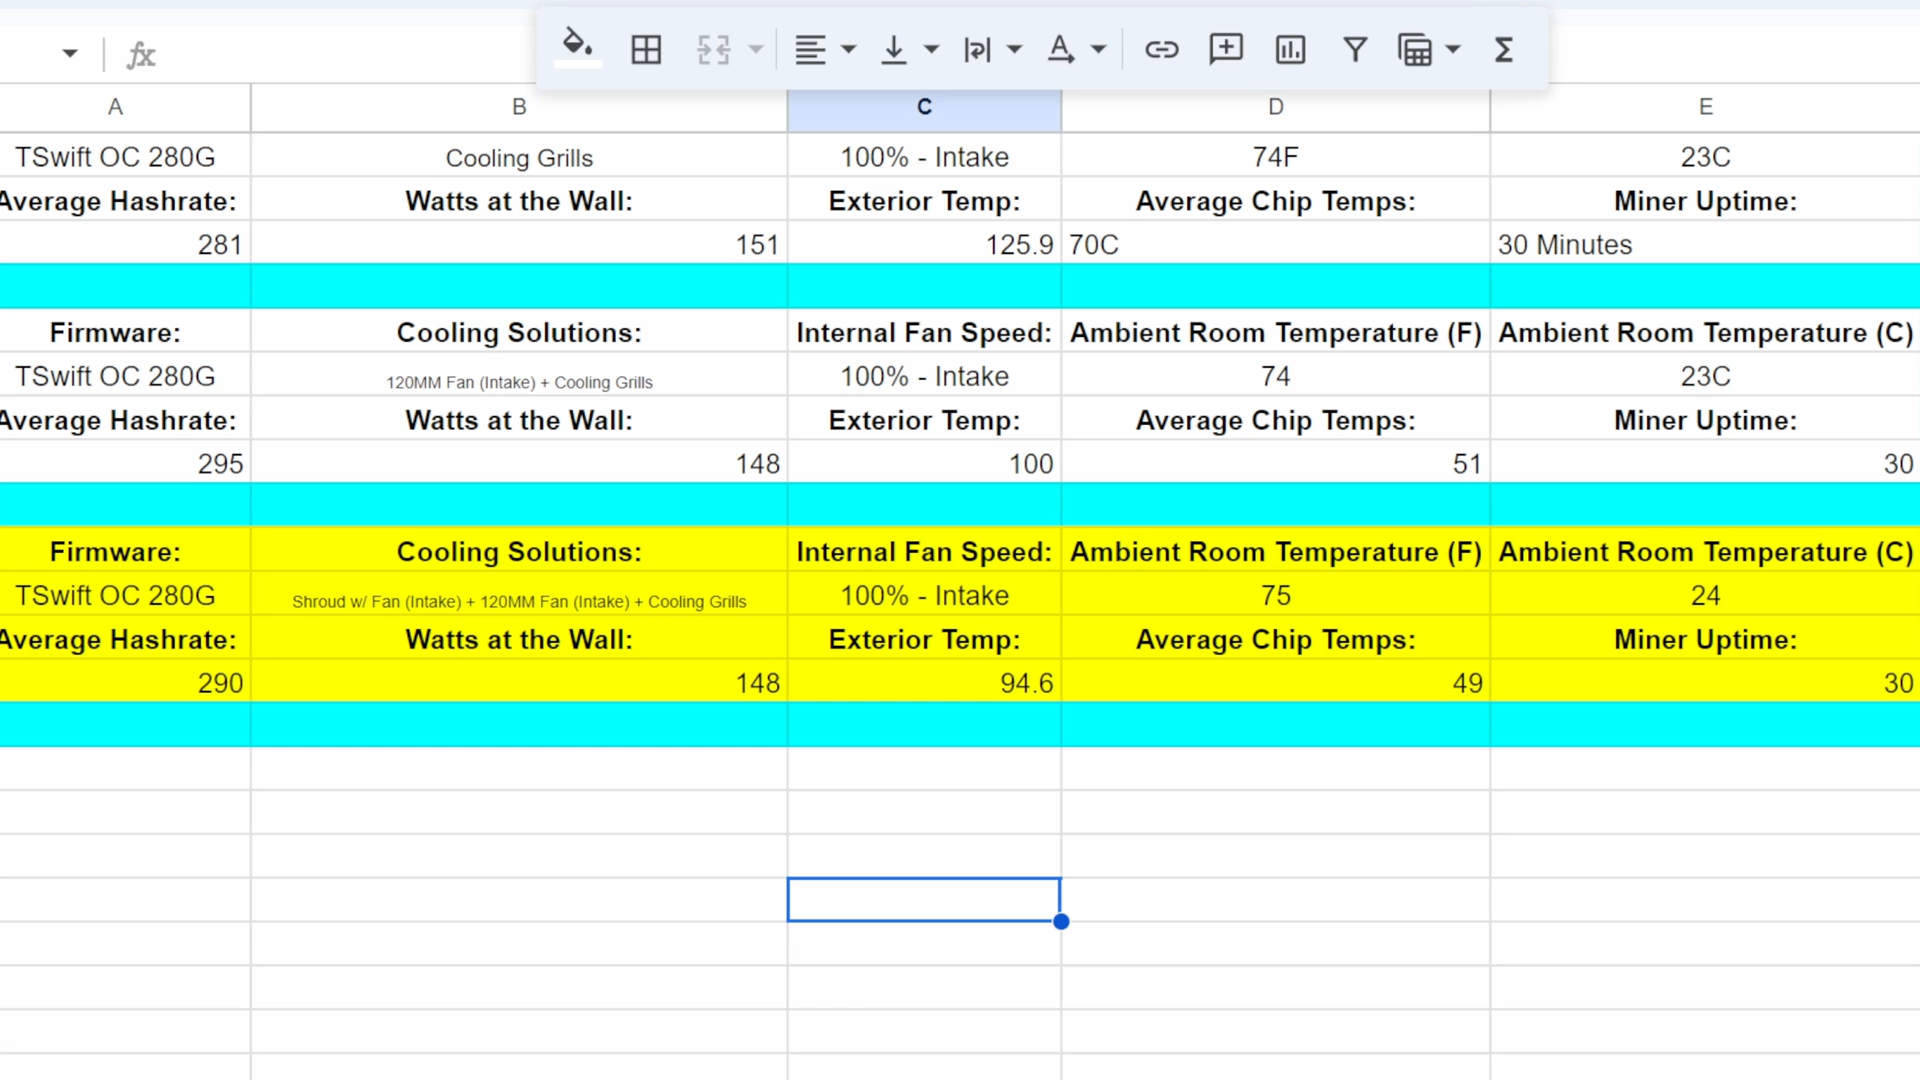 fx
A B C D E
TSwift OC 280G Cooling Grills 100% - Intake 74F 23C
Average Hashrate: Watts at the Wall: Exterior Temp: Average Chip Temps: Miner Uptime:
281 151 125.9 70C 30 Minutes
Firmware: Cooling Solutions: Internal Fan Speed: Ambient Room Temperature (F) Ambient Room Temperature (C)
TSwift OC 280G 120MM Fan (Intake) + Cooling Grills 100% - Intake 74 23C
Average Hashrate: Watts at the Wall: Exterior Temp: Average Chip Temps: Miner Uptime:
295 148 100 51 30
Firmware: Cooling Solutions: Internal Fan Speed: Ambient Room Temperature (F) Ambient Room Temperature (C)
TSwift OC 280G Shroud w/ Fan (Intake) + 120MM Fan (Intake) + Cooling Grills 100% - Intake 75 24
Average Hashrate: Watts at the Wall: Exterior Temp: Average Chip Temps: Miner Uptime:
290 148 94.6 49 30